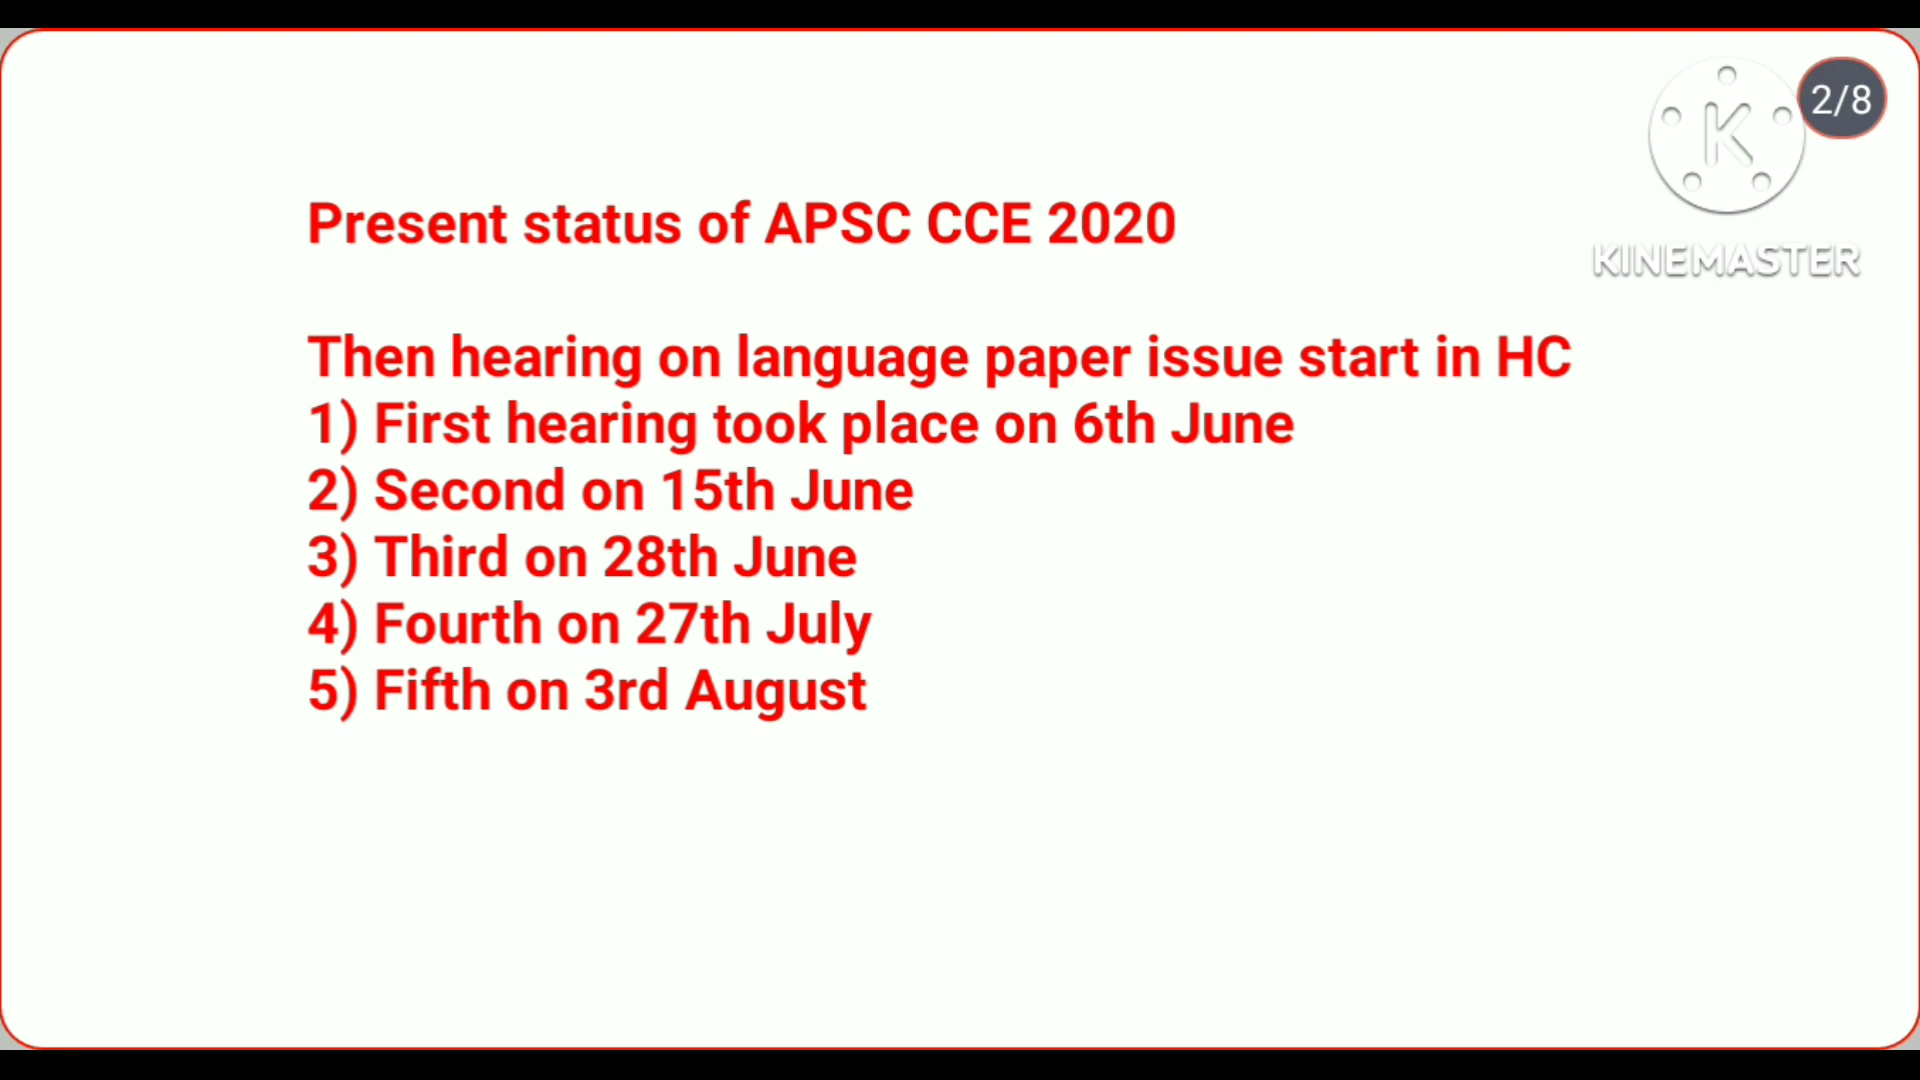 2/8
K
KINEMASTER
Present status of APSC CCE 2020
Then hearing on language paper issue start in HC
1) First hearing took place on 6th June
2) Second on 15th June
3) Third on 28th June
4) Fourth on 27th July
5) Fifth on 3rd August